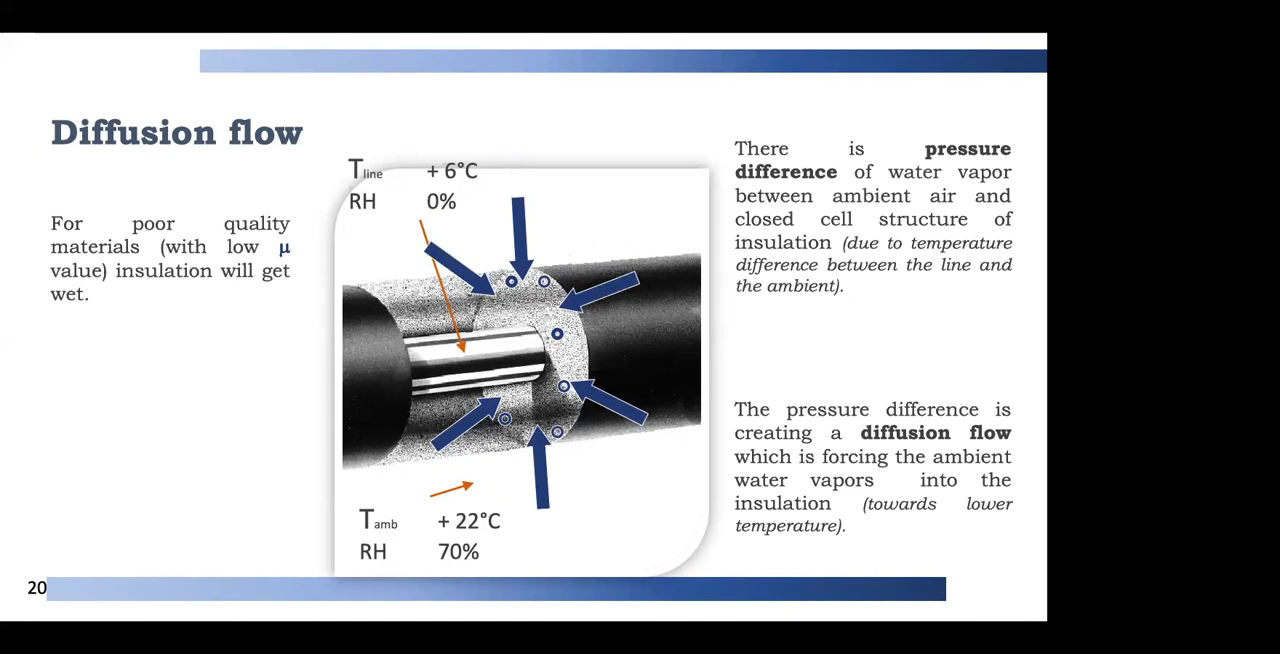 Diffusion flow
For poor quality
materials (with low µ
value) insulation will get
wet.
Tline + 6°C
RH 0%
Tamb + 22°C
RH 70%
There is pressure
difference of water vapor
between ambient air and
closed cell structure of
insulation (due to temperature
difference between the line and
the ambient).
The pressure difference is
creating a diffusion flow
which is forcing the ambient
water vapors into the
insulation (towards lower
temperature).
20